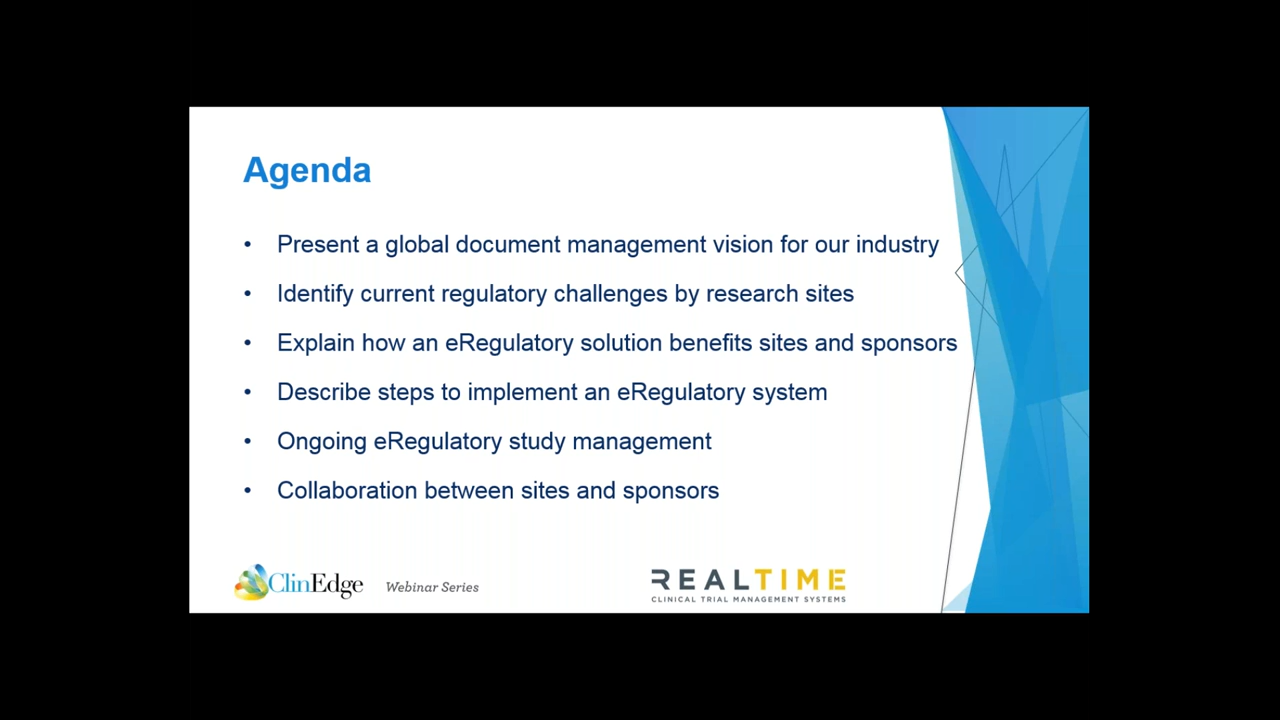 Agenda
• Present a global document management vision for our industry
• Identify current regulatory challenges by research sites
• Explain how an eRegulatory solution benefits sites and sponsors
• Describe steps to implement an eRegulatory system
• Ongoing eRegulatory study management
• Collaboration between sites and sponsors
ClinEdge Webinar Series
REALTIME
CLINICAL TRIAL MANAGEMENT SYSTEMS